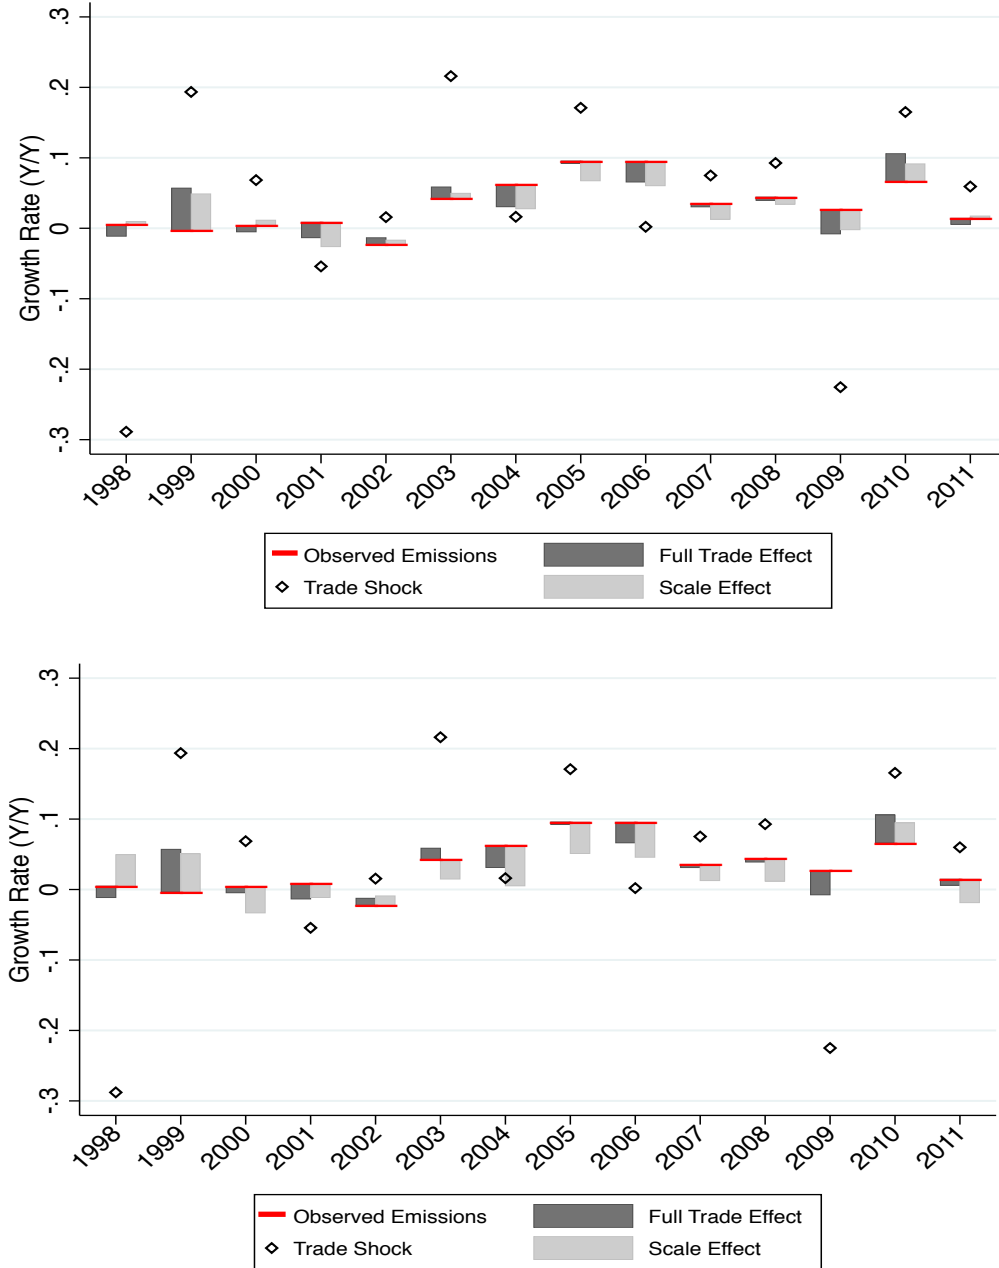 .3
.2
.1
0
-.1
-.2
-.3
Growth Rate (Y/Y)
1998 1999 2000 2001 2002 2003 2004 2005 2006 2007 2008 2009 2010 2011
Observed Emissions Full Trade Effect
Trade Shock Scale Effect
.3
.2
.1
0
-.1
-.2
-.3
Growth Rate (Y/Y)
1998 1999 2000 2001 2002 2003 2004 2005 2006 2007 2008 2009 2010 2011
Observed Emissions Full Trade Effect
Trade Shock Scale Effect